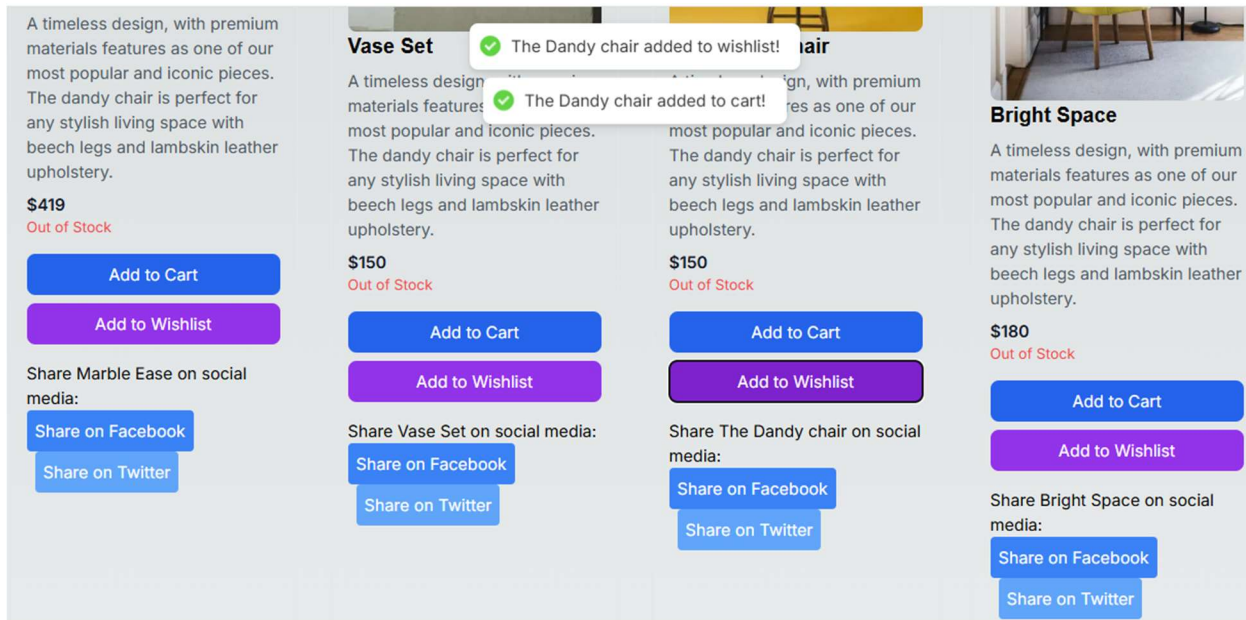 A timeless design, with premium
materials features as one of our
most popular and iconic pieces.
The dandy chair is perfect for
any stylish living space with
beech legs and lambskin leather
upholstery.
$419
Out of Stock
Add to Cart
Add to Wishlist
Share Marble Ease on social
media:
Share on Facebook
Share on Twitter
The Dandy chair added to wishlist!
The Dandy chair added to cart!
Vase Set
A timeless design
materials features
most popular and iconic pieces.
The dandy chair is perfect for
any stylish living space with
beech legs and lambskin leather
upholstery.
$150
Out of Stock
Add to Cart
Add to Wishlist
Share Vase Set on social media:
Share on Facebook
Share on Twitter
air
gn, with premium
res as one of our
most popular and iconic pieces.
The dandy chair is perfect for
any stylish living space with
beech legs and lambskin leather
upholstery.
$150
Out of Stock
Add to Cart
Add to Wishlist
Share The Dandy chair on social
media:
Share on Facebook
Share on Twitter
Bright Space
A timeless design, with premium
materials features as one of our
most popular and iconic pieces.
The dandy chair is perfect for
any stylish living space with
beech legs and lambskin leather
upholstery.
$180
Out of Stock
Add to Cart
Add to Wishlist
Share Bright Space on social
media:
Share on Facebook
Share on Twitter